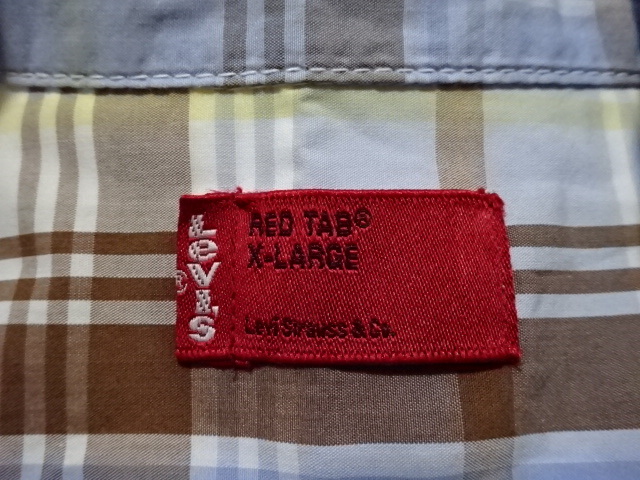 LeVI'S
®
RED TAB®
X-LARGE
Levi Strauss & Co.